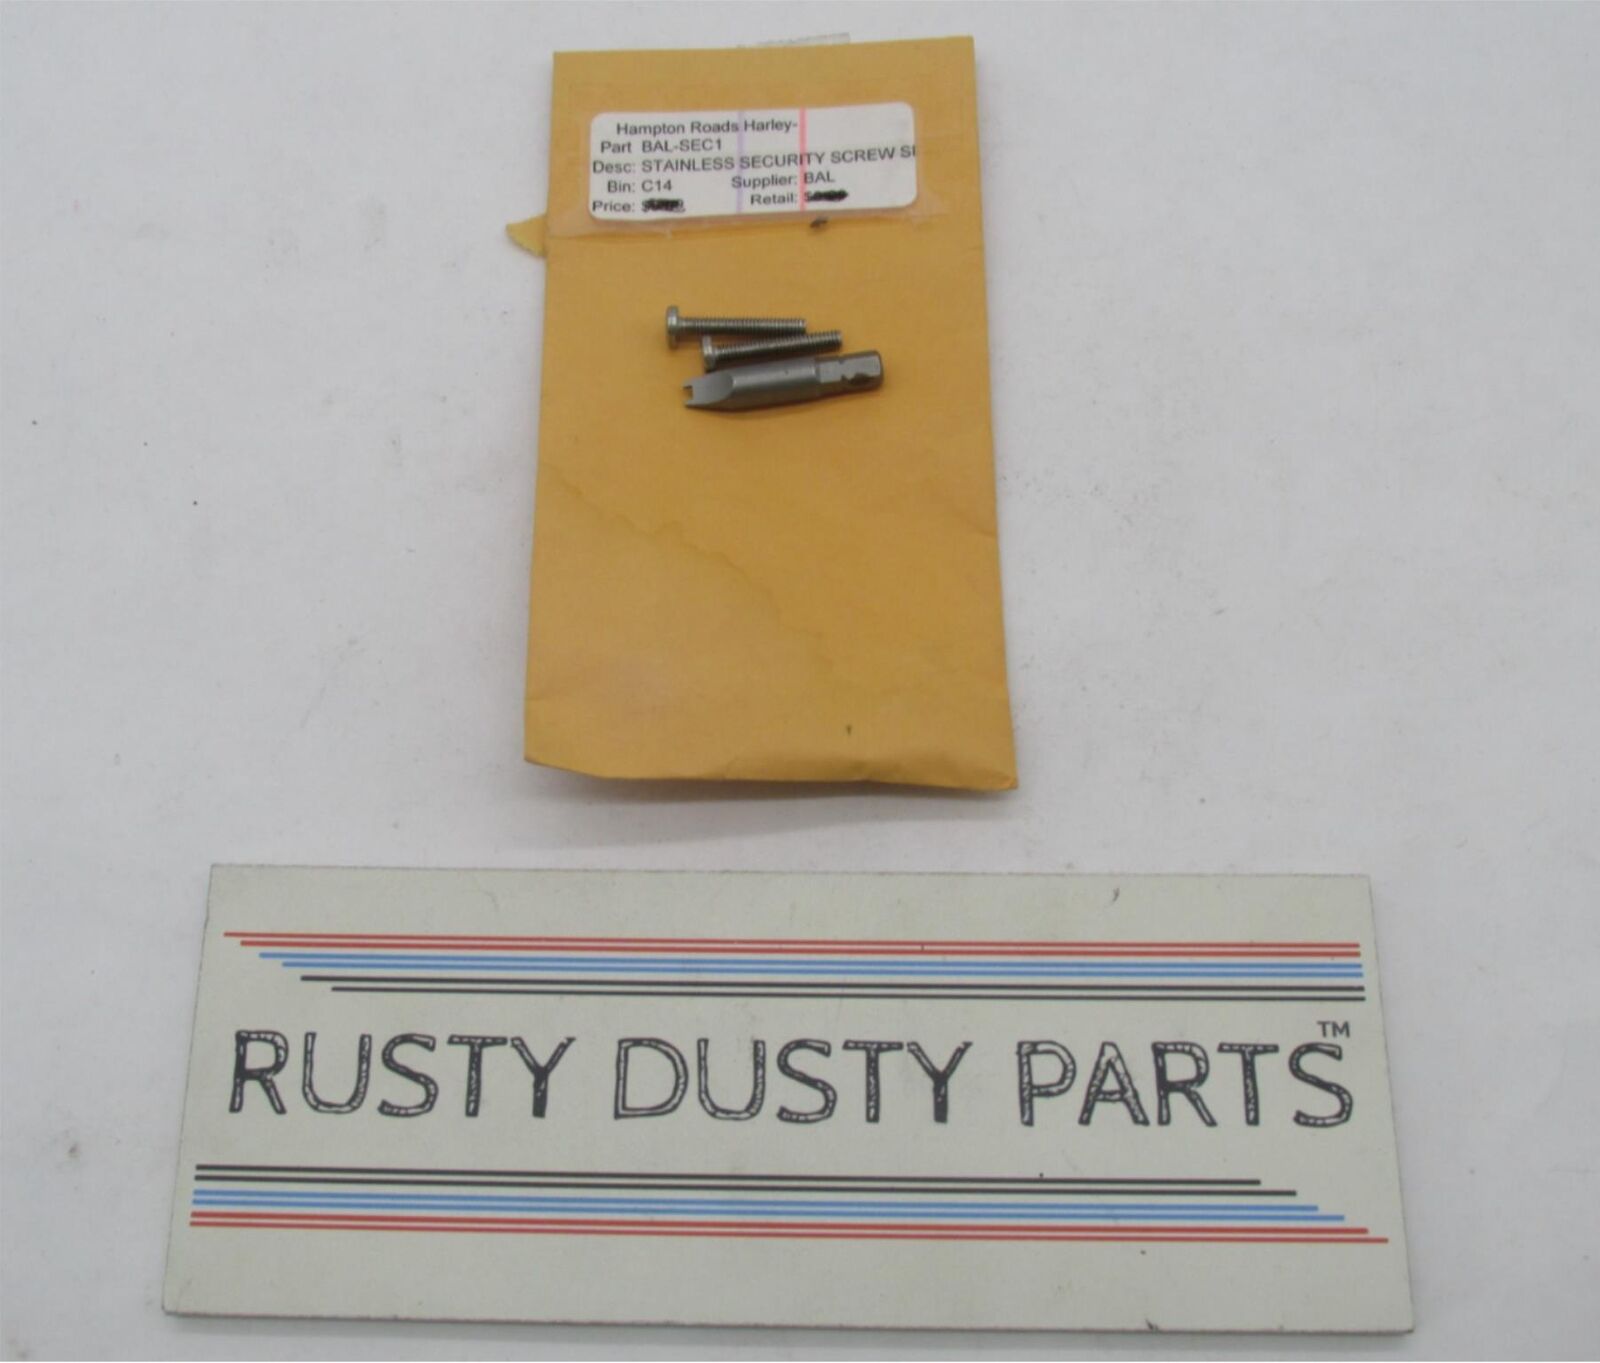 Hampton Roads Harley-
Part BAL-SEC1
Desc: STAINLESS SECURITY SCREW
Bin: C14 Supplier: BAL
Price: Retail:
RUSTY DUSTY PARTS™